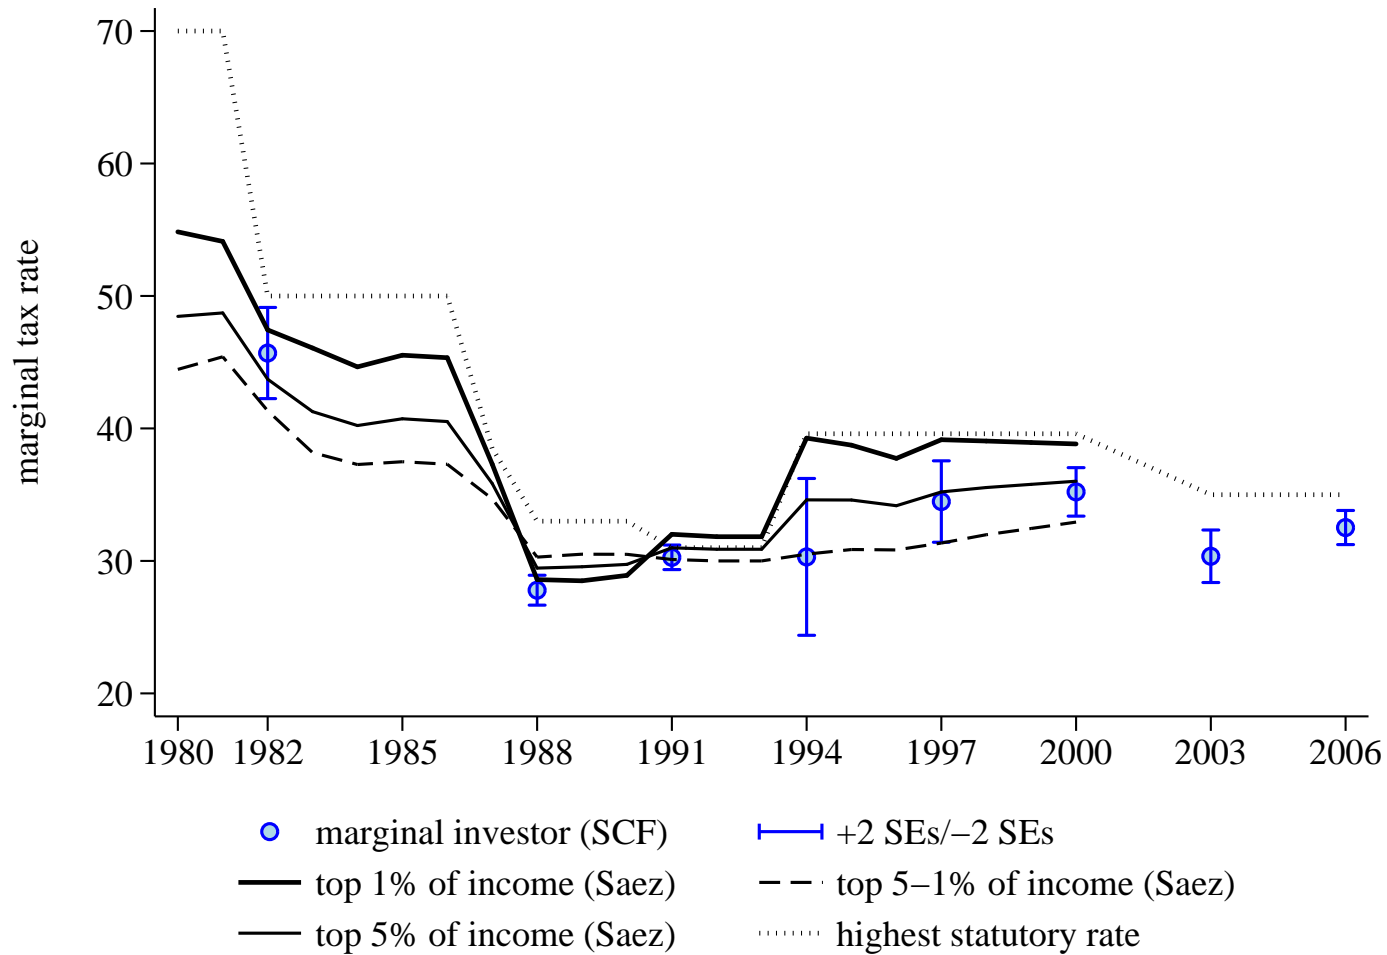 marginal tax rate
70
60
50
40
30
20
1980 1982 1985 1988 1991 1994 1997 2000 2003 2006
marginal investor (SCF) +2 SEs/−2 SEs
top 1% of income (Saez) top 5−1% of income (Saez)
top 5% of income (Saez) highest statutory rate